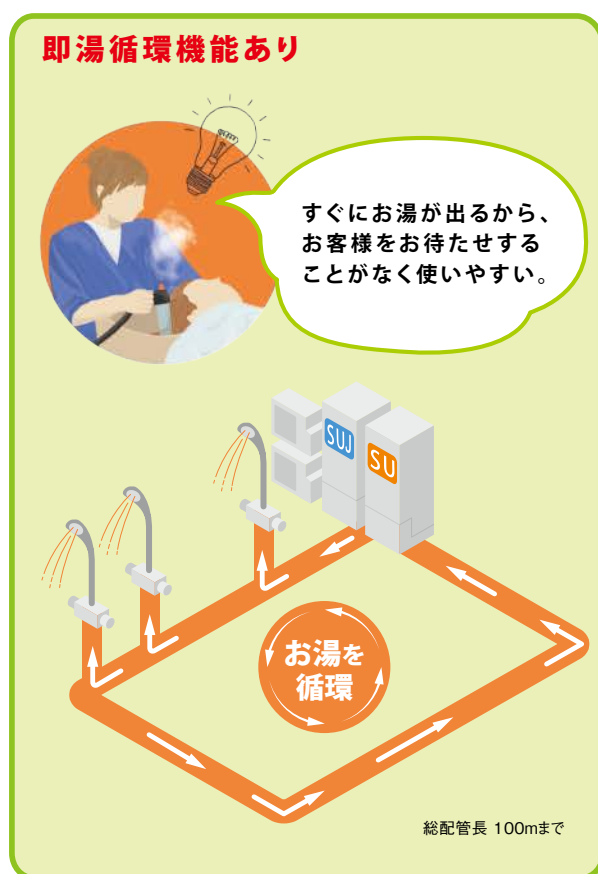 即湯循環機能あり
すぐにお湯が出るから、
お客様をお待たせする
ことがなく使いやすい。
SUJ
SU
お湯を
循環
総配管長 100mまで